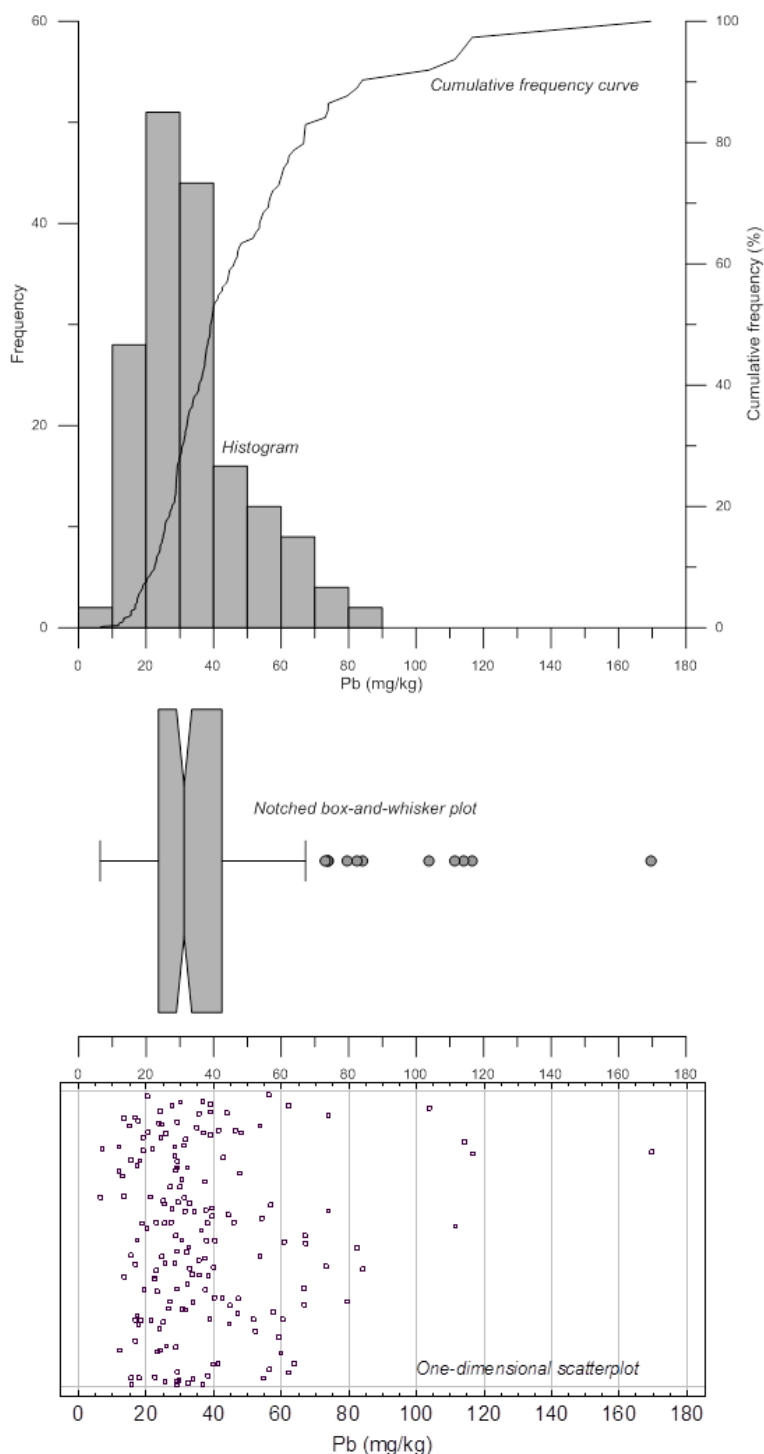 60
100
Cumulative frequency curve
80
40
60
Frequency
Cumulative frequency (%)
40
Histogram
20
20
0
0
0 20 40 60 80 100 120 140 160 180
Pb (mg/kg)
Notched box-and-whisker plot
0 20 40 60 80 100 120 140 160 180
One-dimensional scatterplot
0 20 40 60 80 100 120 140 160 180
Pb (mg/kg)